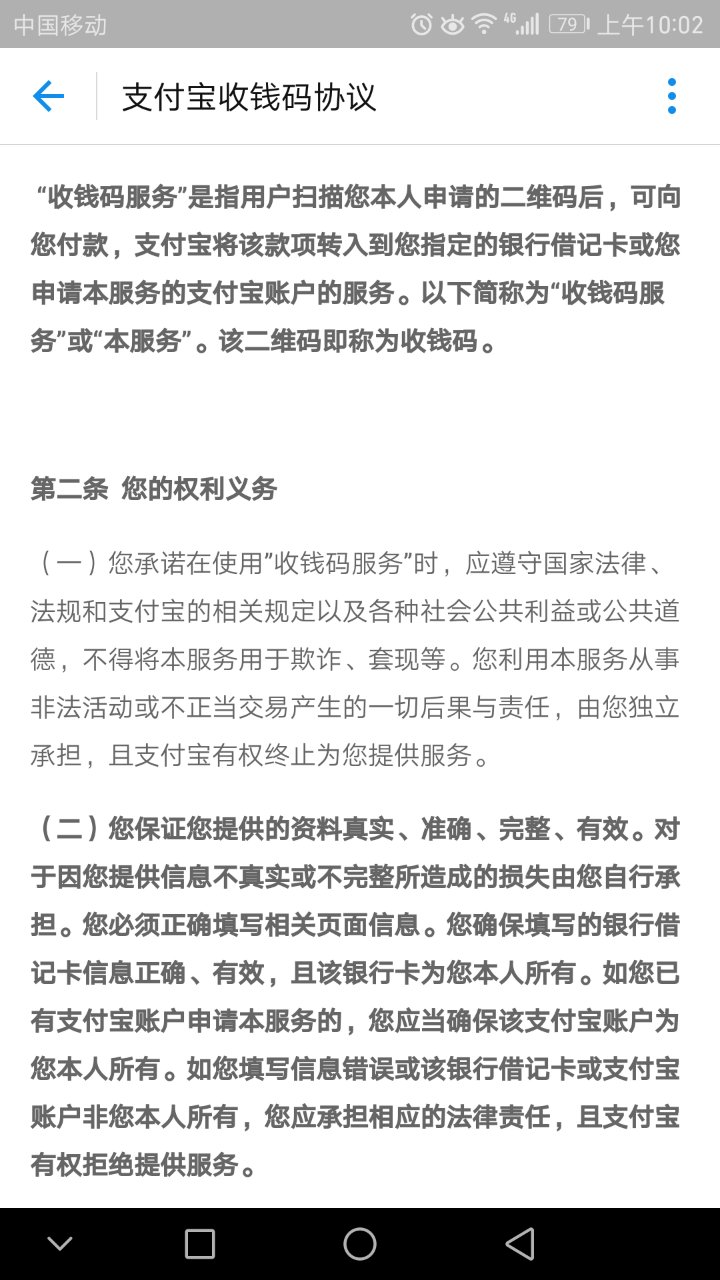 中国移动
4G
79
上午10:02
支付宝收钱码协议
“收钱码服务”是指用户扫描您本人申请的二维码后，可向
您付款，支付宝将该款项转入到您指定的银行借记卡或您
申请本服务的支付宝账户的服务。以下简称为“收钱码服
务”或“本服务”。该二维码即称为收钱码。
第二条 您的权利义务
（一）您承诺在使用”收钱码服务”时，应遵守国家法律、
法规和支付宝的相关规定以及各种社会公共利益或公共道
德，不得将本服务用于欺诈、套现等。您利用本服务从事
非法活动或不正当交易产生的一切后果与责任，由您独立
承担，且支付宝有权终止为您提供服务。
（二）您保证您提供的资料真实、准确、完整、有效。对
于因您提供信息不真实或不完整所造成的损失由您自行承
担。您必须正确填写相关页面信息。您确保填写的银行借
记卡信息正确、有效，且该银行卡为您本人所有。如您已
有支付宝账户申请本服务的，您应当确保该支付宝账户为
您本人所有。如您填写信息错误或该银行借记卡或支付宝
账户非您本人所有，您应承担相应的法律责任，且支付宝
有权拒绝提供服务。